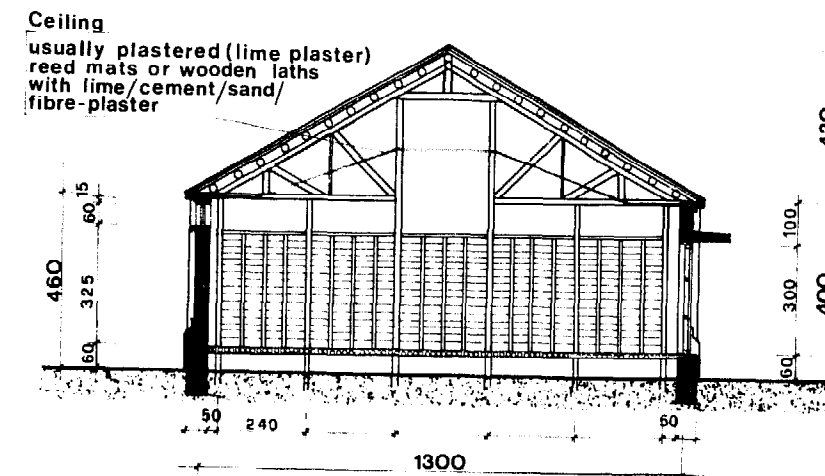 Ceiling
usually plastered (lime plaster)
reed mats or wooden laths
with lime/cement/sand/
fibre-plaster
15
60
460
325
60
100
300
60
400
50
240
60
1300